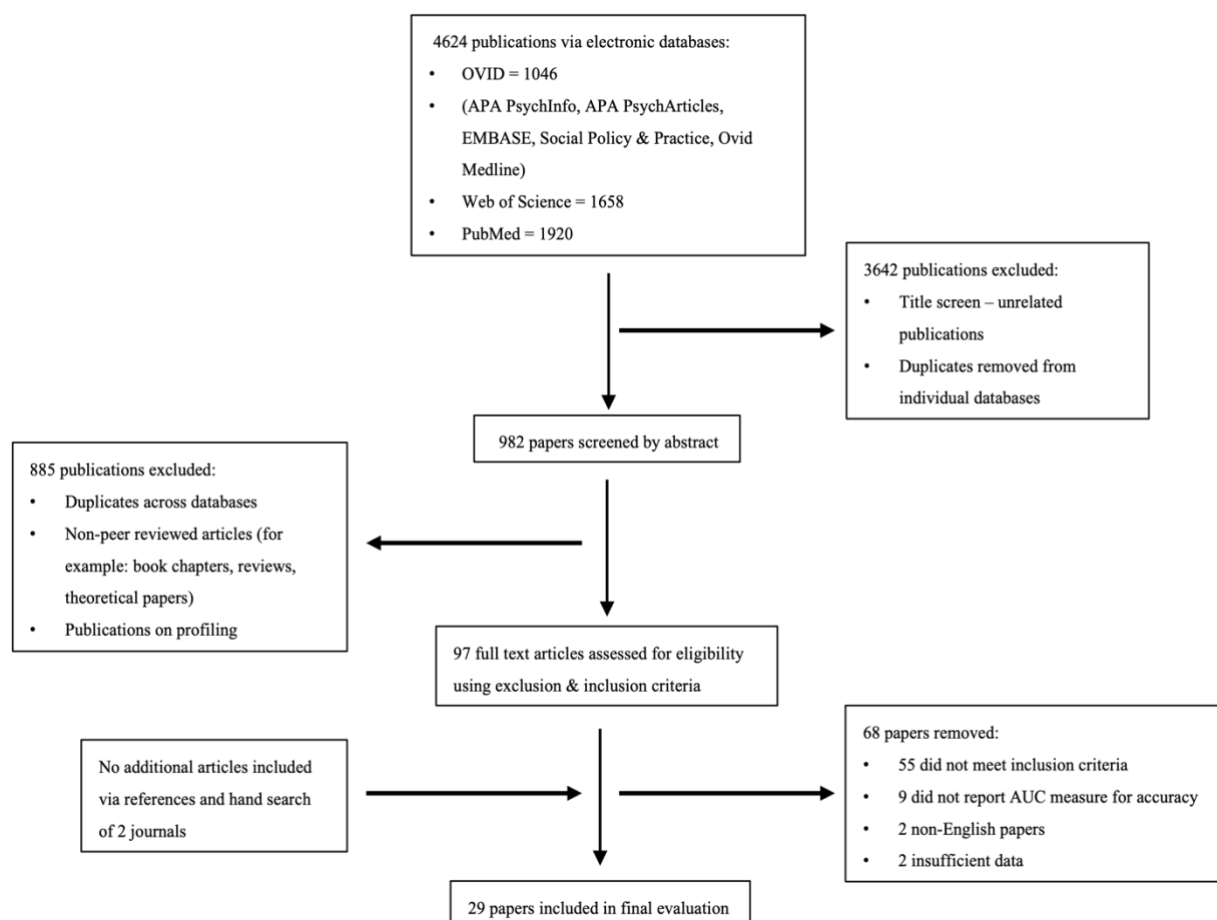 4624 publications via electronic databases:
• OVID = 1046
• (APA PsychInfo, APA PsychArticles,
EMBASE, Social Policy & Practice, Ovid
Medline)
• Web of Science = 1658
• PubMed = 1920
3642 publications excluded:
• Title screen – unrelated
publications
• Duplicates removed from
individual databases
982 papers screened by abstract
885 publications excluded:
• Duplicates across databases
• Non-peer reviewed articles (for
example: book chapters, reviews,
theoretical papers)
• Publications on profiling
97 full text articles assessed for eligibility
using exclusion & inclusion criteria
No additional articles included
via references and hand search
of 2 journals
68 papers removed:
• 55 did not meet inclusion criteria
• 9 did not report AUC measure for accuracy
• 2 non-English papers
• 2 insufficient data
29 papers included in final evaluation